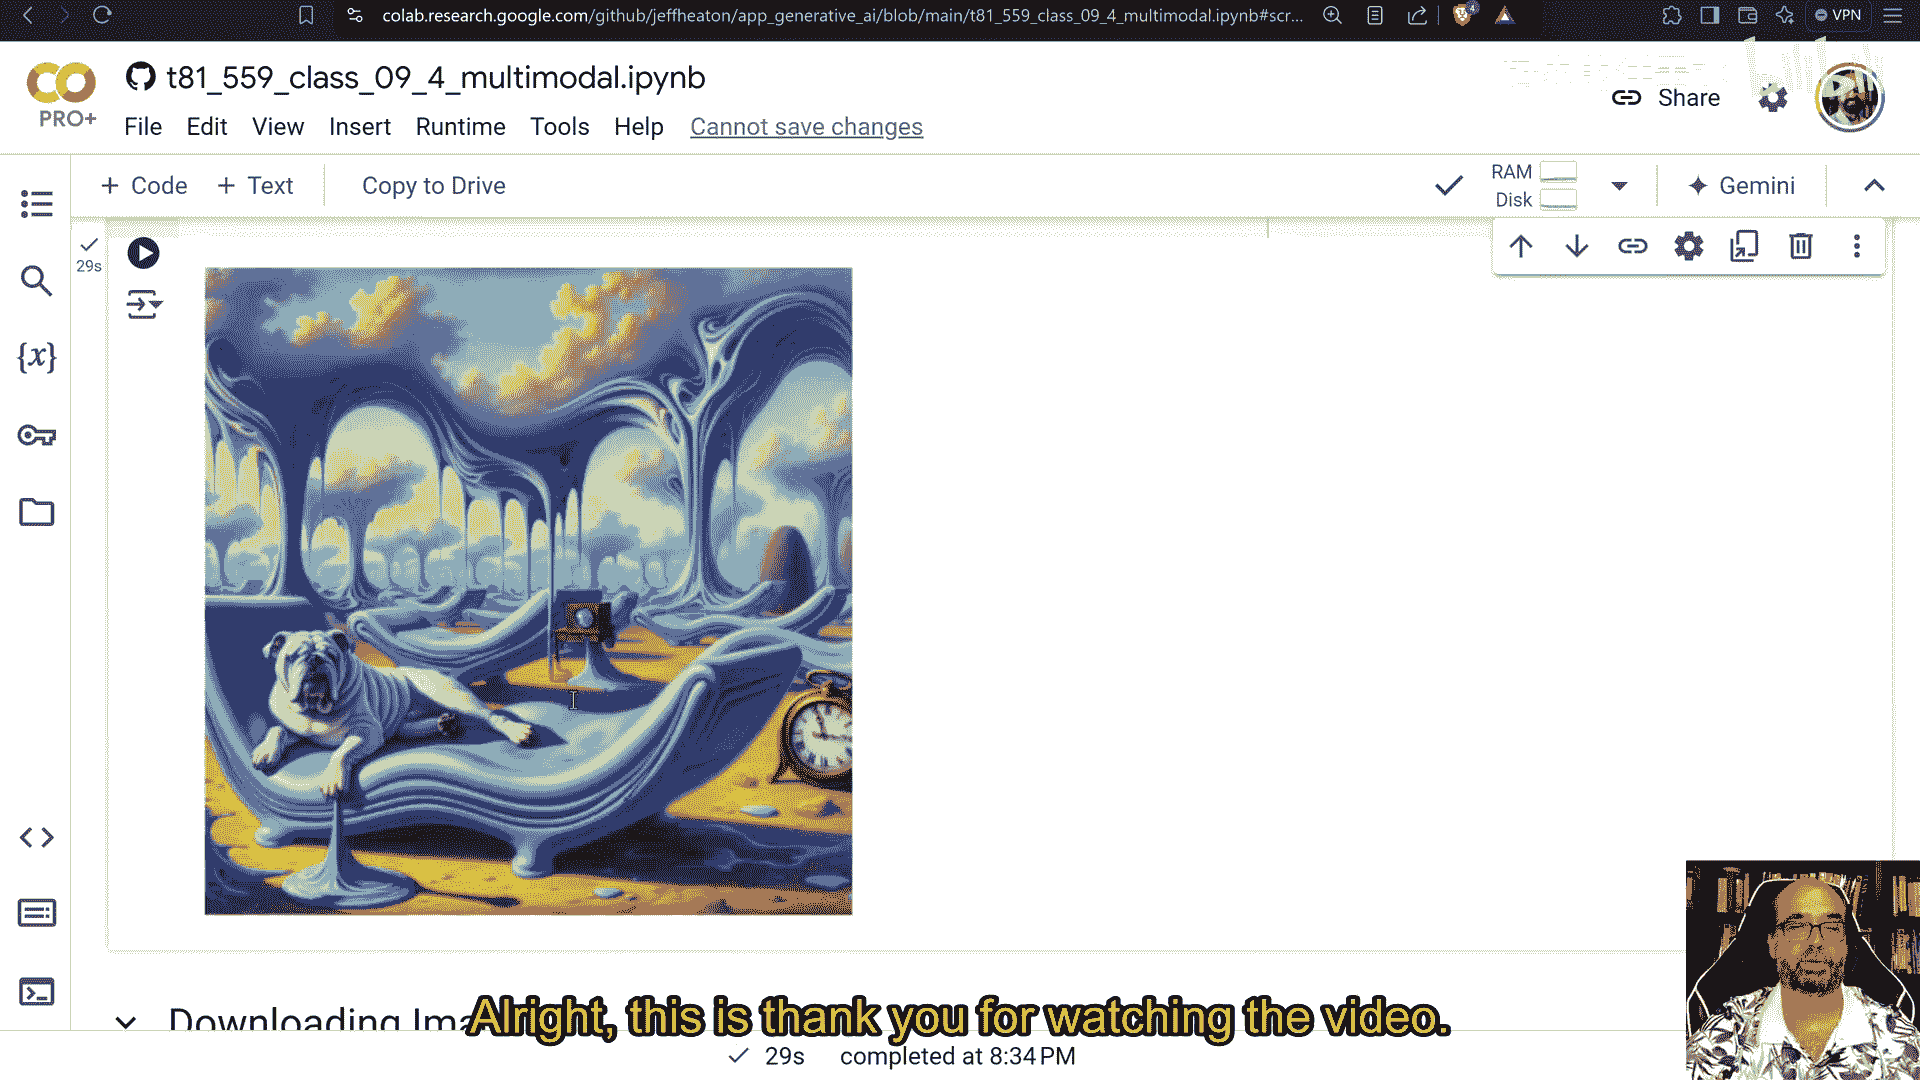 colab.research.google.com/github/jeffheaton/app_generative_ai/blob/main/t81_559_class_09_4_multimodal.ipynb#scr...
4
VPN
t81_559_class_09_4_multimodal.ipynb
PRO+
File Edit View Insert Runtime Tools Help Cannot save changes
Share
+ Code + Text Copy to Drive
RAM
Disk
Gemini
29s
{x}
Downloading Ima
Alright, this is thank you for watching the video.
29s completed at 8:34 PM